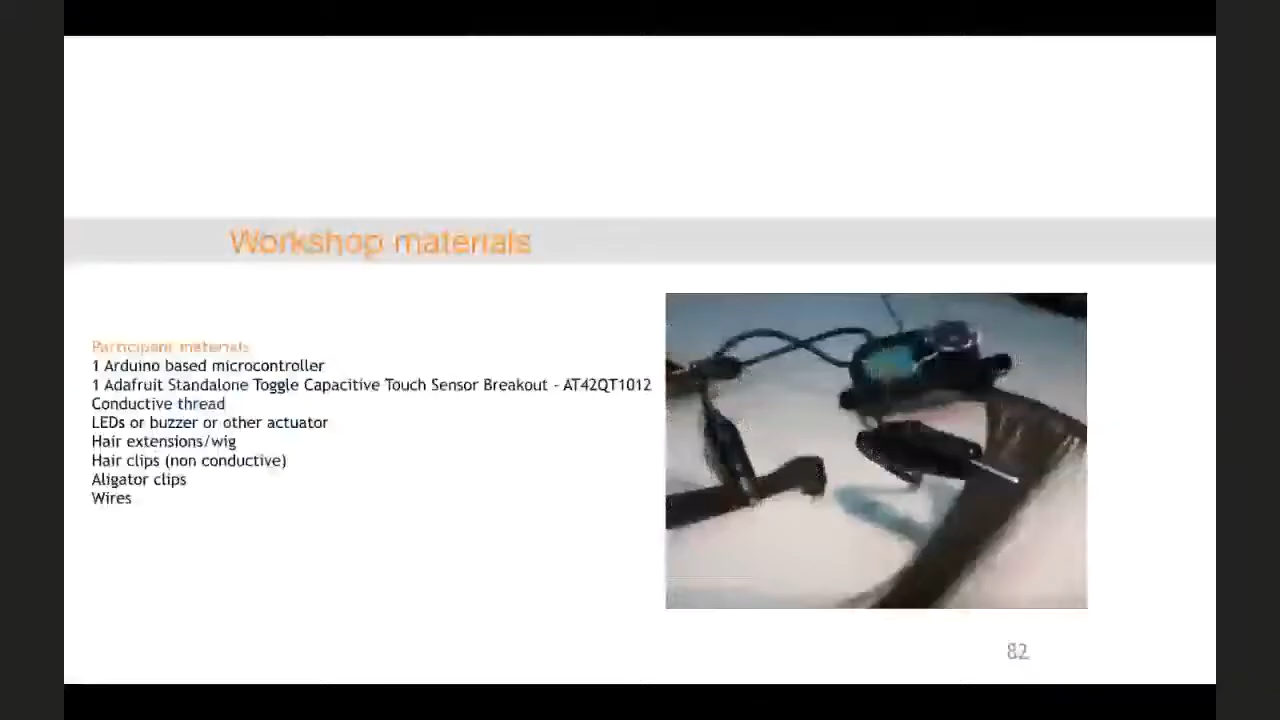 Workshop materials
Participant materials
1 Arduino based microcontroller
1 Adafruit Standalone Toggle Capacitive Touch Sensor Breakout - AT42QT1012
Conductive thread
LEDs or buzzer or other actuator
Hair extensions/wig
Hair clips (non conductive)
Aligator clips
Wires
82